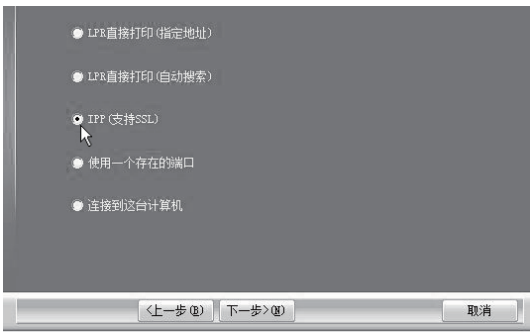 LPR直接打印(指定地址)
LPR直接打印(自动搜索)
IPP(支持SSL)
使用一个存在的端口
连接到这台计算机
<上一步(B) 下一步>(N) 取消